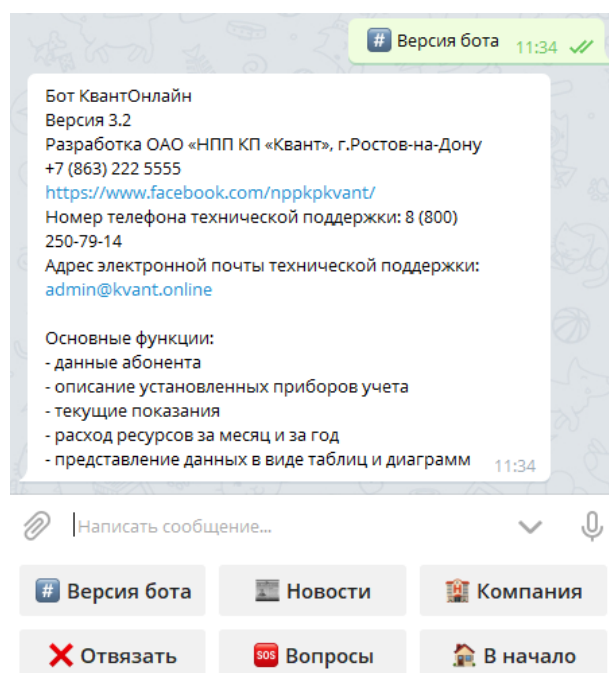 Версия бота 11:34
Бот КвантОнлайн
Версия 3.2
Разработка ОАО «НПП КП «Квант», г.Ростов-на-Дону
+7 (863) 222 5555
https://www.facebook.com/nppkpkvant/
Номер телефона технической поддержки: 8 (800)
250-79-14
Адрес электронной почты технической поддержки:
admin@kvant.online
Основные функции:
- данные абонента
- описание установленных приборов учета
- текущие показания
- расход ресурсов за месяц и за год
- представление данных в виде таблиц и диаграмм 11:34
Написать сообщение...
# Версия бота Новости Компания
Отвязать SOS Вопросы В начало